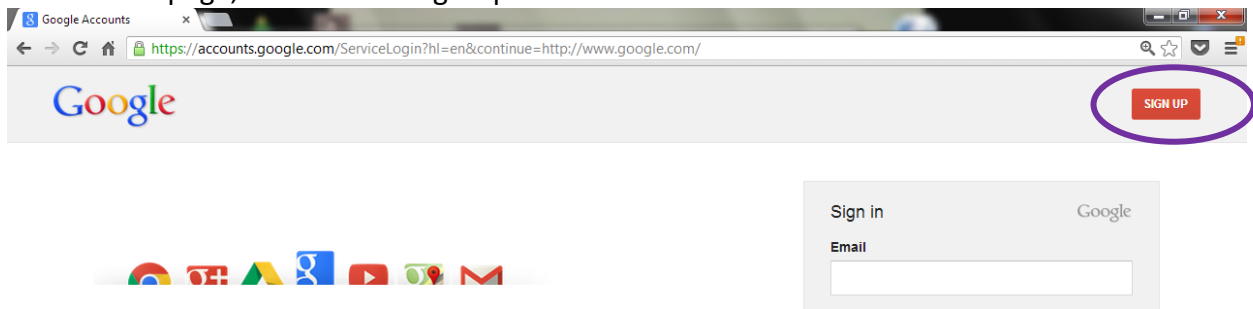 page,
Google Accounts
https://accounts.google.com/ServiceLogin?hl=en&continue=http://www.google.com/
Google
SIGN UP
Sign in
Google
Email